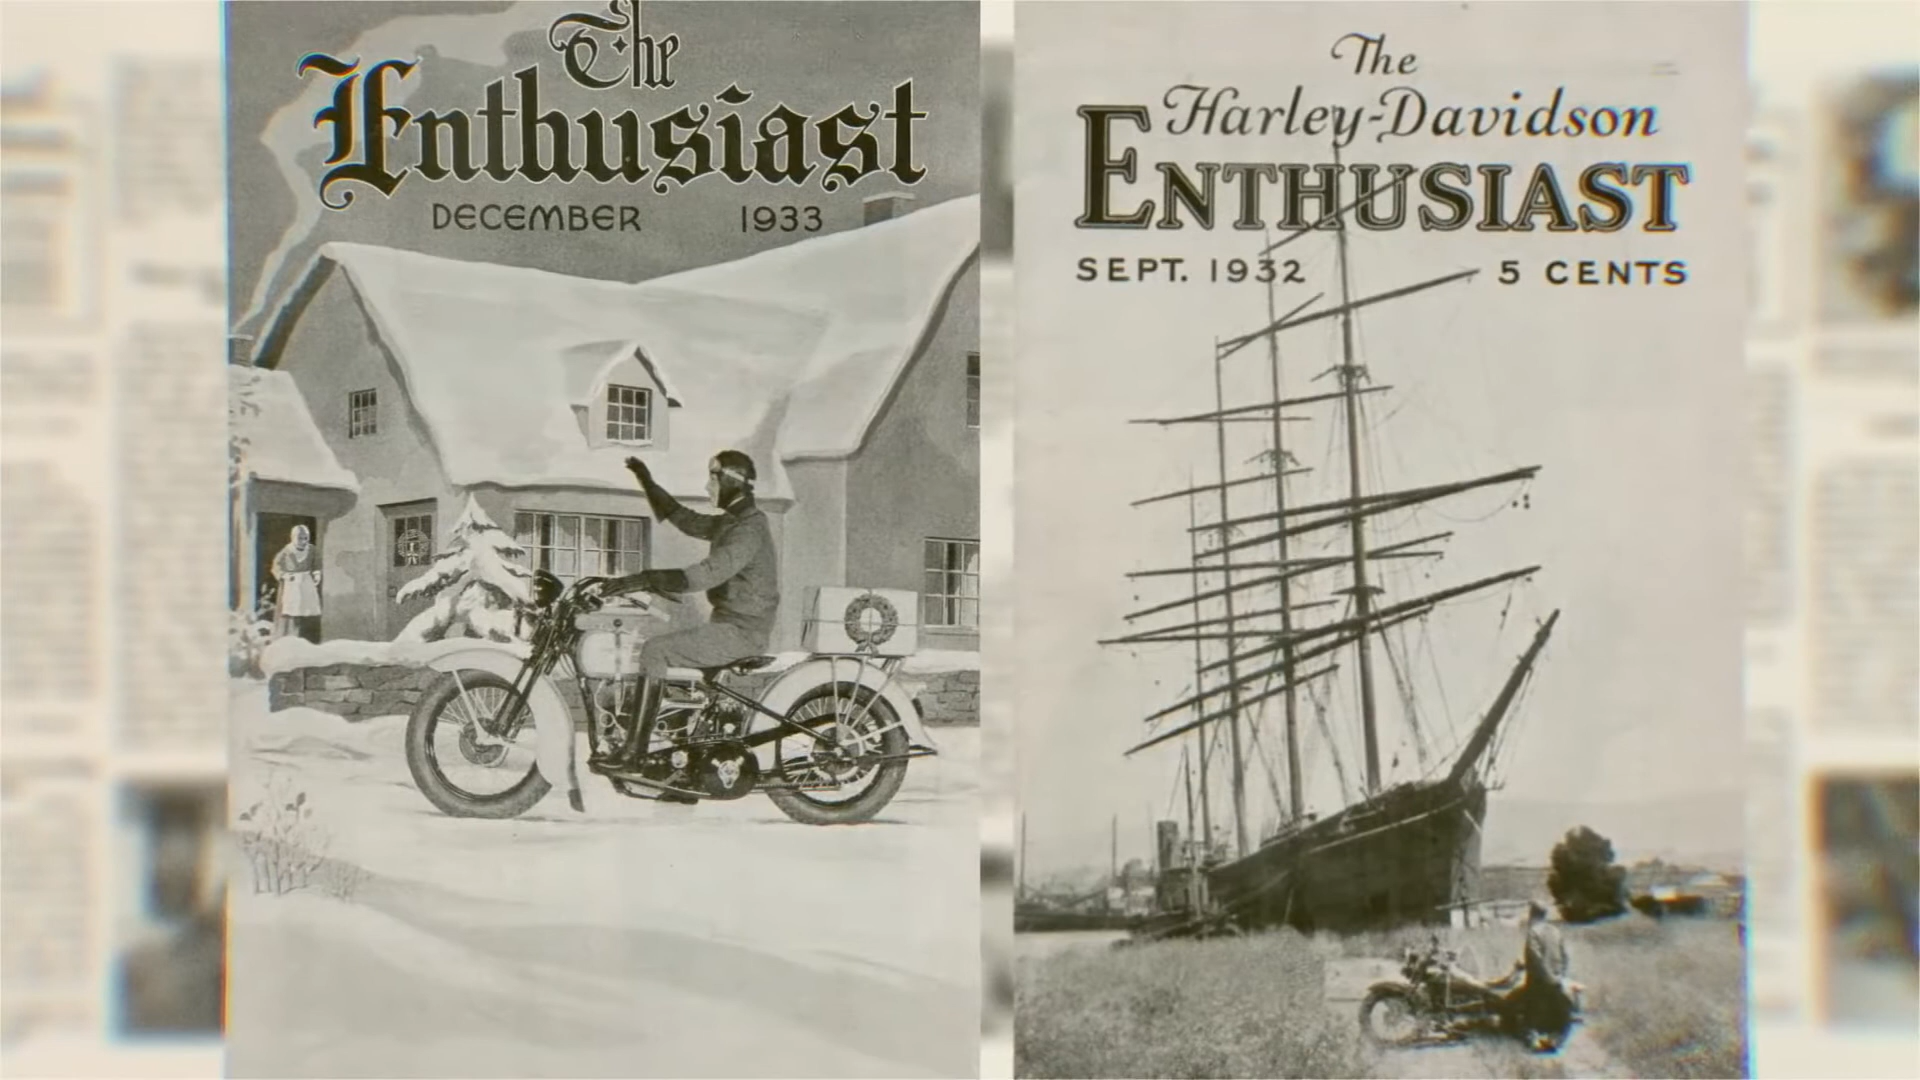 The
Enthusiast
DECEMBER 1933
The
Harley-Davidson
ENTHUSIAST
SEPT. 1932 5 CENTS